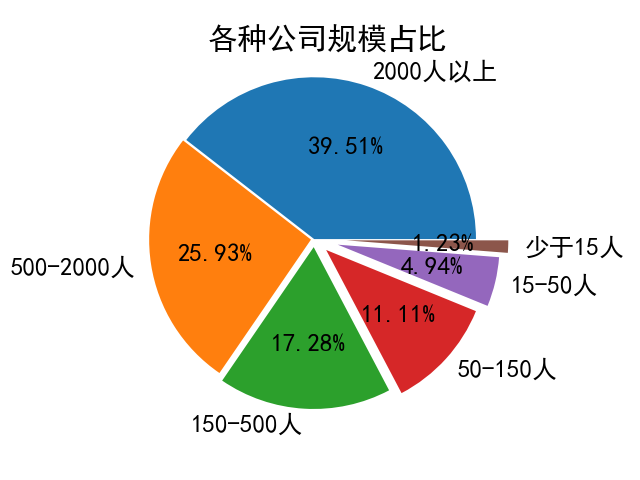 各种公司规模占比
2000人以上
39.51%
25.93%
500-2000人
17.28%
150-500人
11.11%
50-150人
4.94%
15-50人
1.23%
少于15人